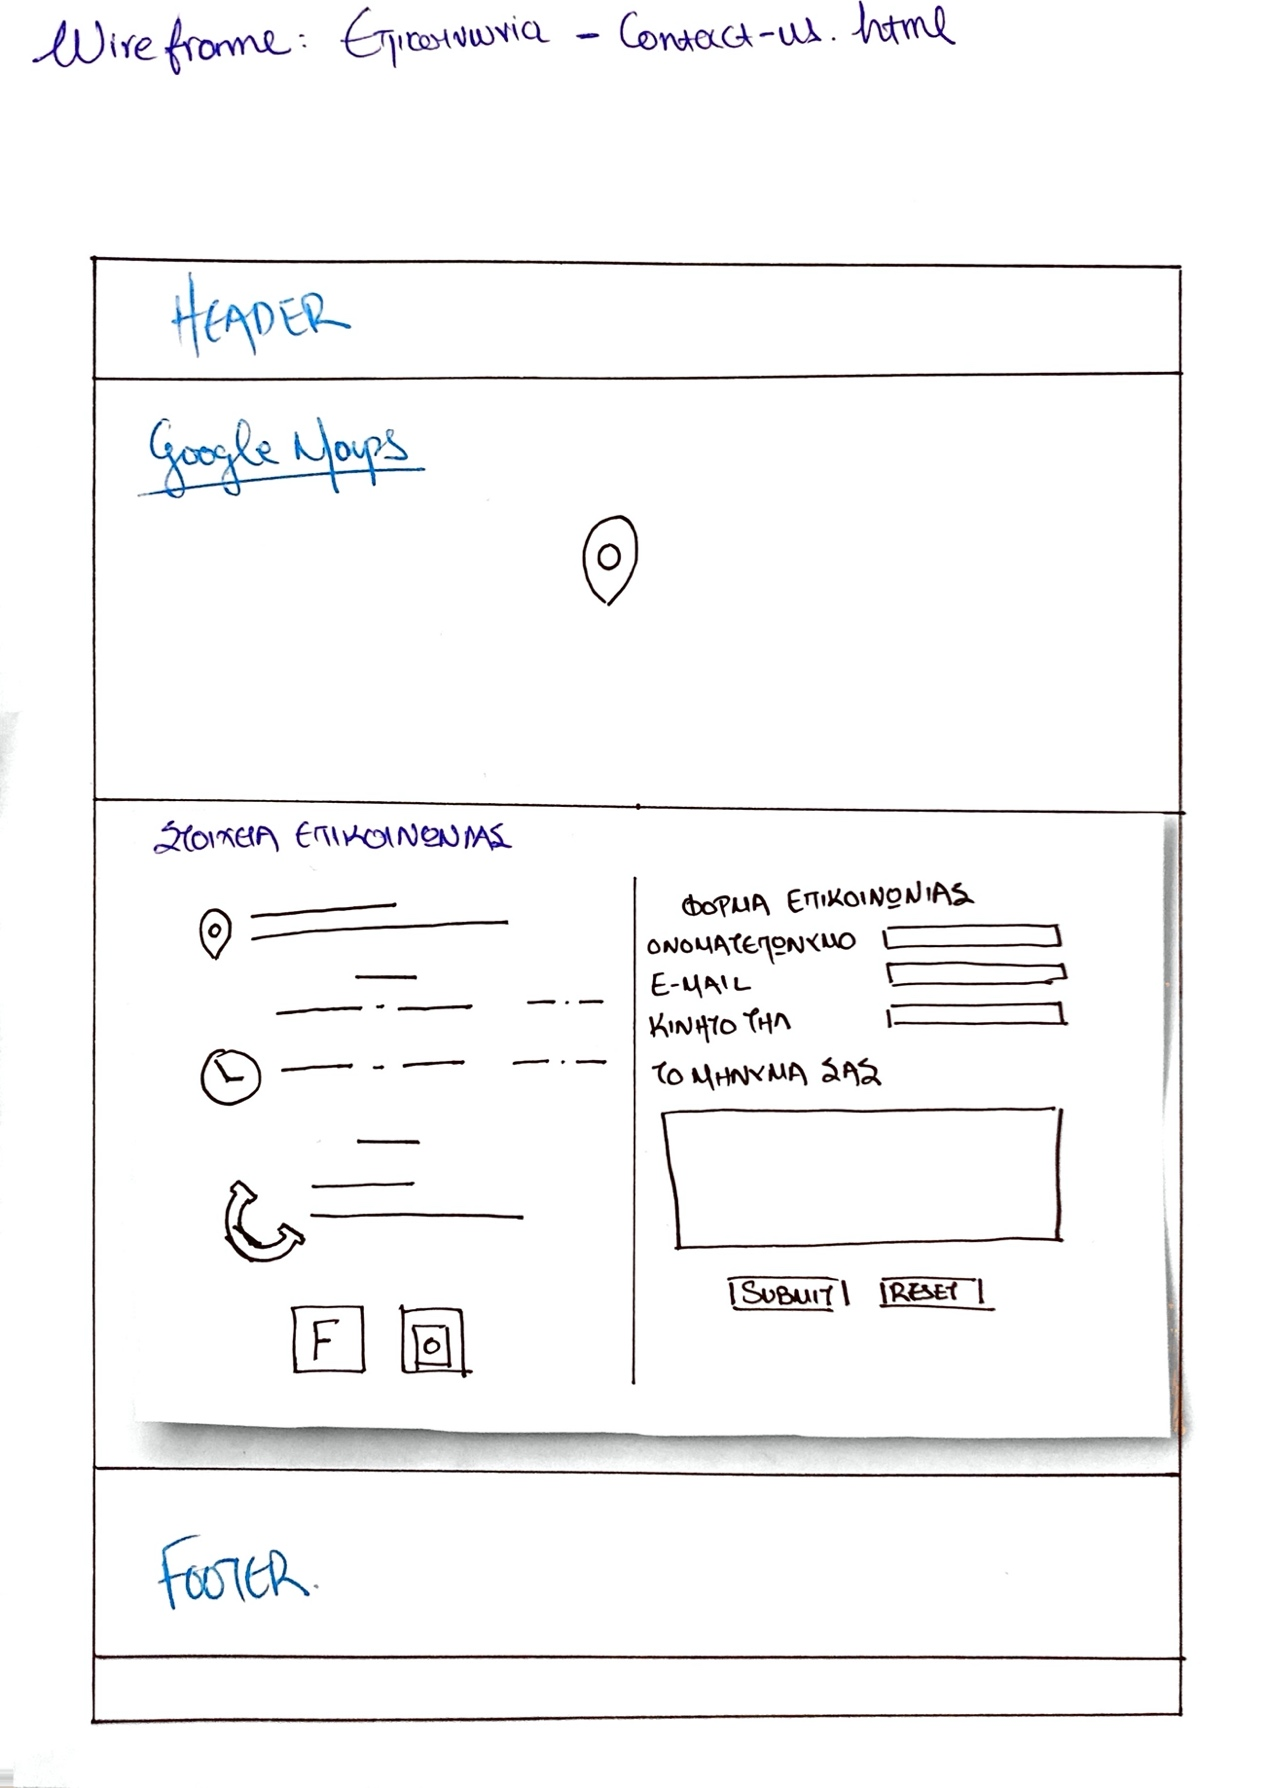 Wireframe: Επικοινωνία - Contact-us.html
HEADER
Google Maps
ΣΤΟΙΧΕΙΑ ΕΠΙΚΟΙΝΩΝΙΑΣ
F
ΦΟΡΜΑ ΕΠΙΚΟΙΝΩΝΙΑΣ
ΟΝΟΜΑΤΕΠΩΝΥΜΟ
E-MAIL
ΚΙΝΗΤΟ ΤΗΛ
ΤΟ ΜΗΝΥΜΑ ΣΑΣ
SUBMIT RESET
FOOTER.